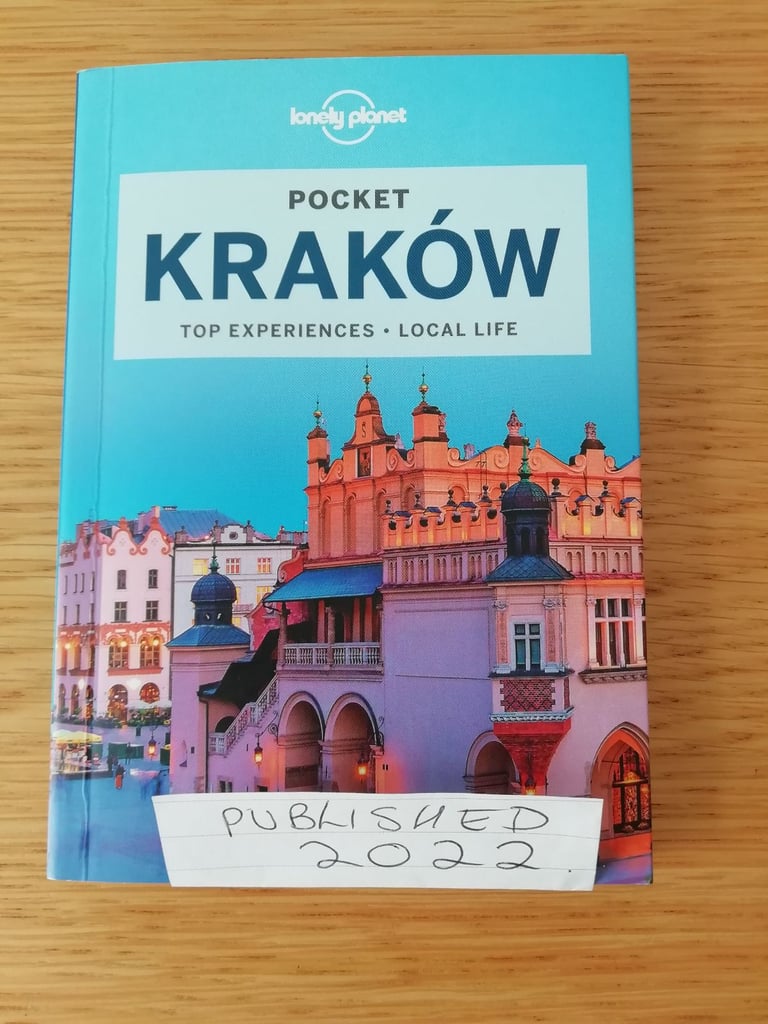 lonely planet
POCKET
KRAKÓW
TOP EXPERIENCES • LOCAL LIFE
PUBLISHED
2022